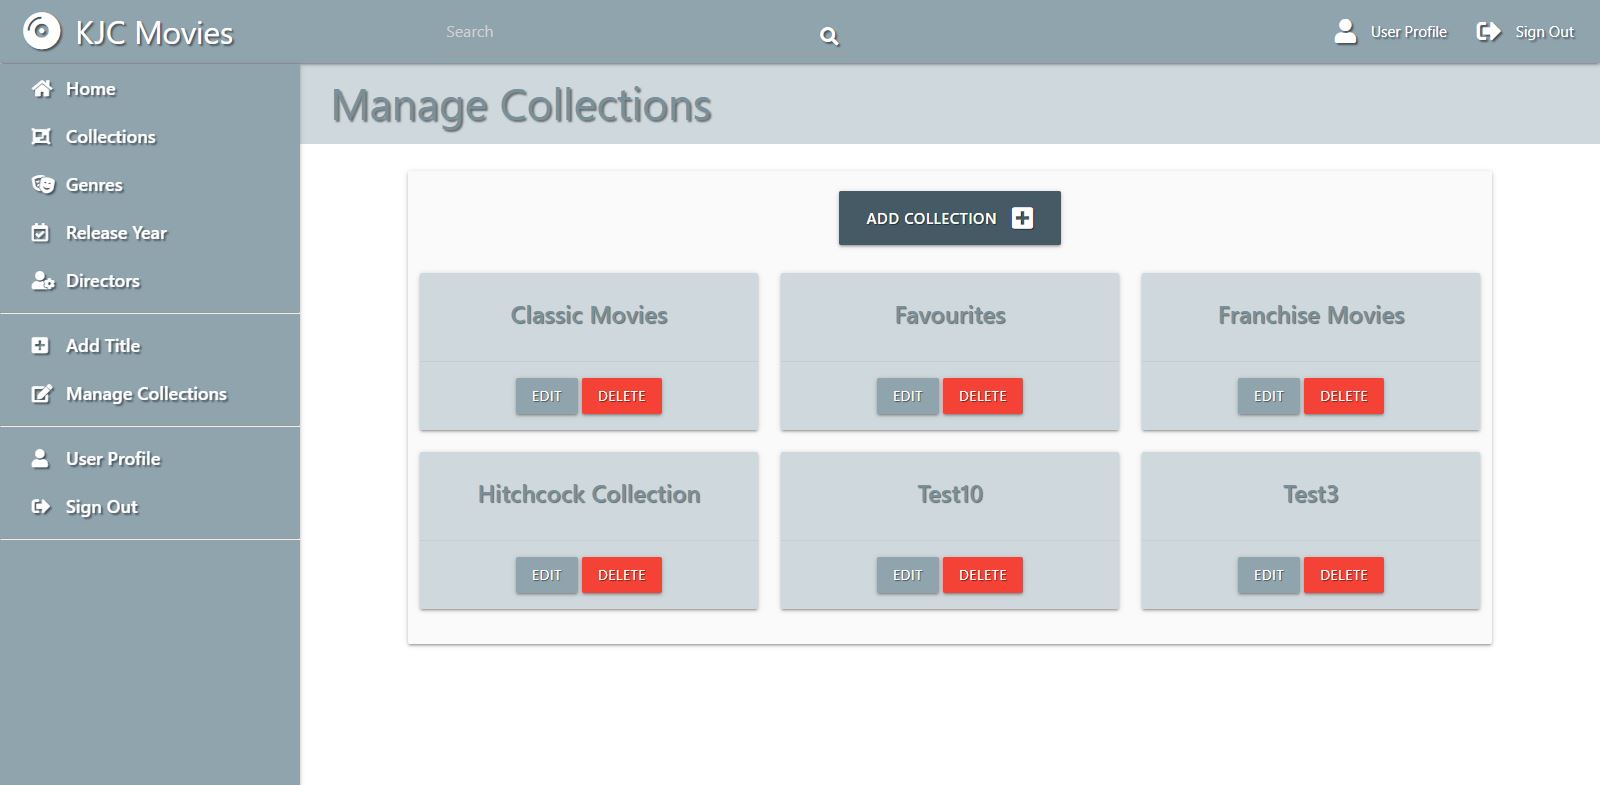 KJC Movies
Search
User Profile
Sign Out
Home
Collections
Genres
Release Year
Directors
Add Title
Manage Collections
User Profile
Sign Out
Manage Collections
ADD COLLECTION
Classic Movies
EDIT DELETE
Favourites
EDIT DELETE
Franchise Movies
EDIT DELETE
Hitchcock Collection
EDIT DELETE
Test10
EDIT DELETE
Test3
EDIT DELETE